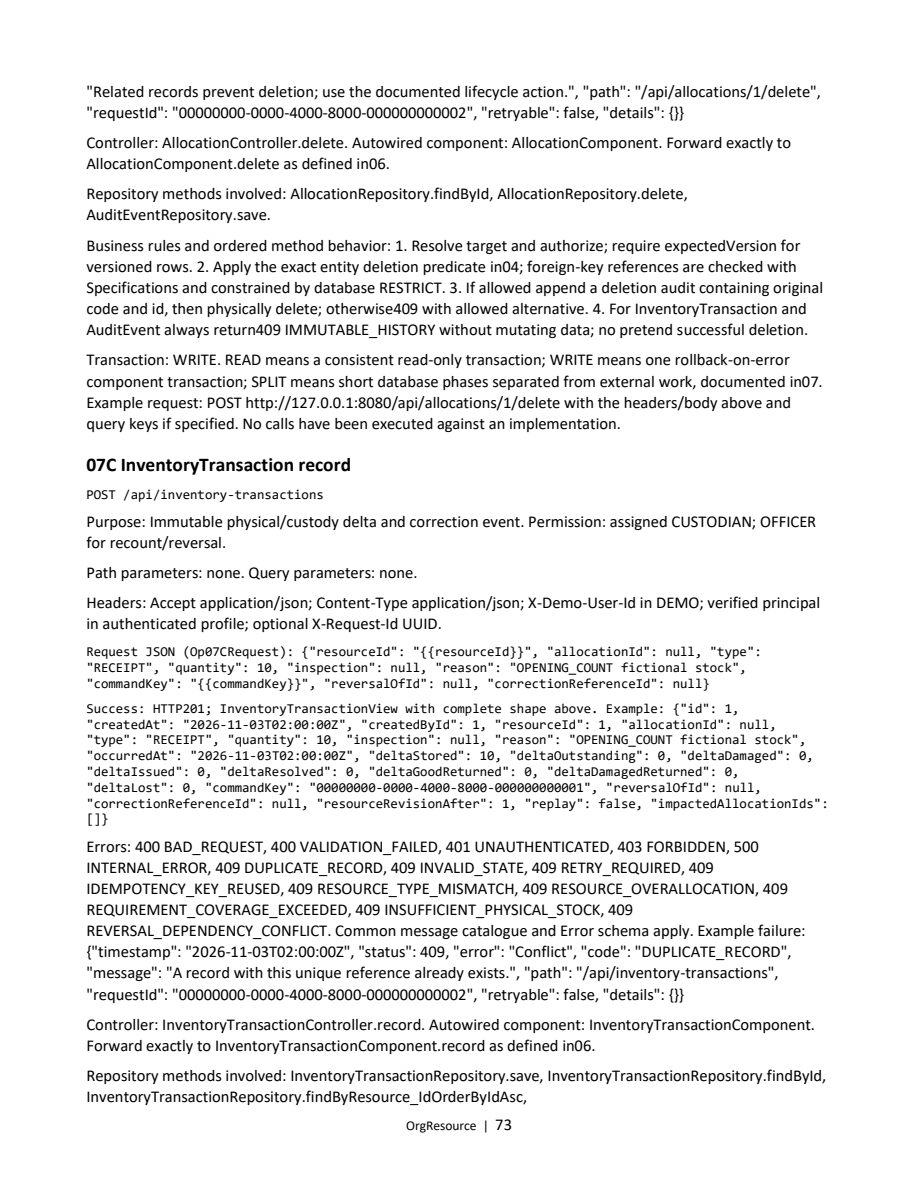 "Related records prevent deletion; use the documented lifecycle action.", "path": "/api/allocations/1/delete",
"requestId": "00000000-0000-4000-8000-000000000002", "retryable": false, "details": {}}
Controller: AllocationController.delete. Autowired component: AllocationComponent. Forward exactly to
AllocationComponent.delete as defined in06.
Repository methods involved: AllocationRepository.findById, AllocationRepository.delete,
AuditEventRepository.save.
Business rules and ordered method behavior: 1. Resolve target and authorize; require expectedVersion for
versioned rows. 2. Apply the exact entity deletion predicate in04; foreign-key references are checked with
Specifications and constrained by database RESTRICT. 3. If allowed append a deletion audit containing original
code and id, then physically delete; otherwise409 with allowed alternative. 4. For InventoryTransaction and
AuditEvent always return409 IMMUTABLE_HISTORY without mutating data; no pretend successful deletion.
Transaction: WRITE. READ means a consistent read-only transaction; WRITE means one rollback-on-error
component transaction; SPLIT means short database phases separated from external work, documented in07.
Example request: POST http://127.0.0.1:8080/api/allocations/1/delete with the headers/body above and
query keys if specified. No calls have been executed against an implementation.
07C InventoryTransaction record
POST /api/inventory-transactions
Purpose: Immutable physical/custody delta and correction event. Permission: assigned CUSTODIAN; OFFICER
for recount/reversal.
Path parameters: none. Query parameters: none.
Headers: Accept application/json; Content-Type application/json; X-Demo-User-Id in DEMO; verified principal
in authenticated profile; optional X-Request-Id UUID.
Request JSON (Op07CRequest): {"resourceId": "{{resourceId}}", "allocationId": null, "type":
"RECEIPT", "quantity": 10, "inspection": null, "reason": "OPENING_COUNT fictional stock",
"commandKey": "{{commandKey}}", "reversalOfId": null, "correctionReferenceId": null}
Success: HTTP201; InventoryTransactionView with complete shape above. Example: {"id": 1,
"createdAt": "2026-11-03T02:00:00Z", "createdById": 1, "resourceId": 1, "allocationId": null,
"type": "RECEIPT", "quantity": 10, "inspection": null, "reason": "OPENING_COUNT fictional stock",
"occurredAt": "2026-11-03T02:00:00Z", "deltaStored": 10, "deltaOutstanding": 0, "deltaDamaged": 0,
"deltaIssued": 0, "deltaResolved": 0, "deltaGoodReturned": 0, "deltaDamagedReturned": 0,
"deltaLost": 0, "commandKey": "00000000-0000-4000-8000-000000000001", "reversalOfId": null,
"correctionReferenceId": null, "resourceRevisionAfter": 1, "replay": false, "impactedAllocationIds":
[]}
Errors: 400 BAD_REQUEST, 400 VALIDATION_FAILED, 401 UNAUTHENTICATED, 403 FORBIDDEN, 500
INTERNAL_ERROR, 409 DUPLICATE_RECORD, 409 INVALID_STATE, 409 RETRY_REQUIRED, 409
IDEMPOTENCY_KEY_REUSED, 409 RESOURCE_TYPE_MISMATCH, 409 RESOURCE_OVERALLOCATION, 409
REQUIREMENT_COVERAGE_EXCEEDED, 409 INSUFFICIENT_PHYSICAL_STOCK, 409
REVERSAL_DEPENDENCY_CONFLICT. Common message catalogue and Error schema apply. Example failure:
{"timestamp": "2026-11-03T02:00:00Z", "status": 409, "error": "Conflict", "code": "DUPLICATE_RECORD",
"message": "A record with this unique reference already exists.", "path": "/api/inventory-transactions",
"requestId": "00000000-0000-4000-8000-000000000002", "retryable": false, "details": {}}
Controller: InventoryTransactionController.record. Autowired component: InventoryTransactionComponent.
Forward exactly to InventoryTransactionComponent.record as defined in06.
Repository methods involved: InventoryTransactionRepository.save, InventoryTransactionRepository.findById,
InventoryTransactionRepository.findByResource_IdOrderByIdAsc,
OrgResource | 73